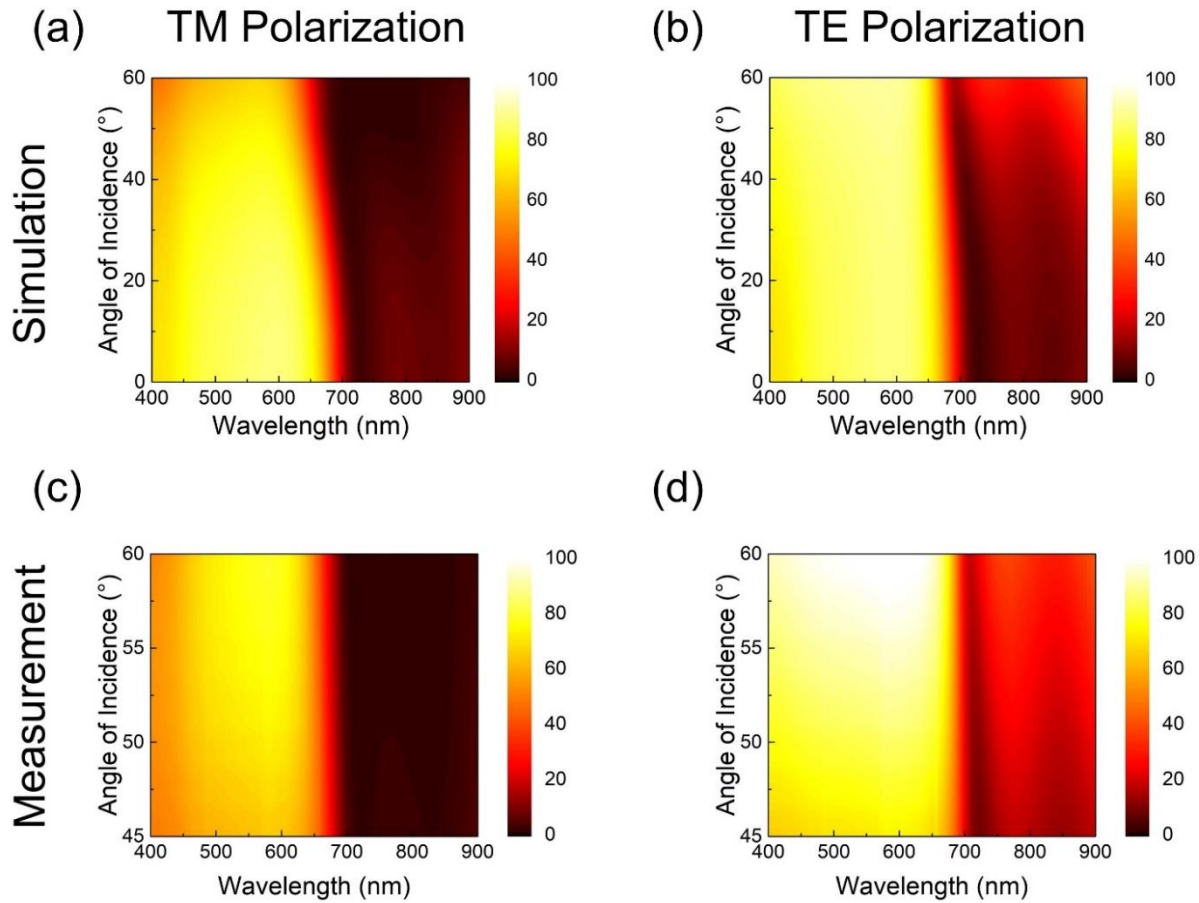 (a) TM Polarization
(b) TE Polarization
Simulation
Angle of Incidence (°)
60
40
20
0
400 500 600 700 800 900
Wavelength (nm)
100
80
60
40
20
0
Angle of Incidence (°)
60
40
20
0
400 500 600 700 800 900
Wavelength (nm)
100
80
60
40
20
0
Measurement
(c)
Angle of Incidence (°)
60
55
50
45
400 500 600 700 800 900
Wavelength (nm)
100
80
60
40
20
0
(d)
Angle of Incidence (°)
60
55
50
45
400 500 600 700 800 900
Wavelength (nm)
100
80
60
40
20
0